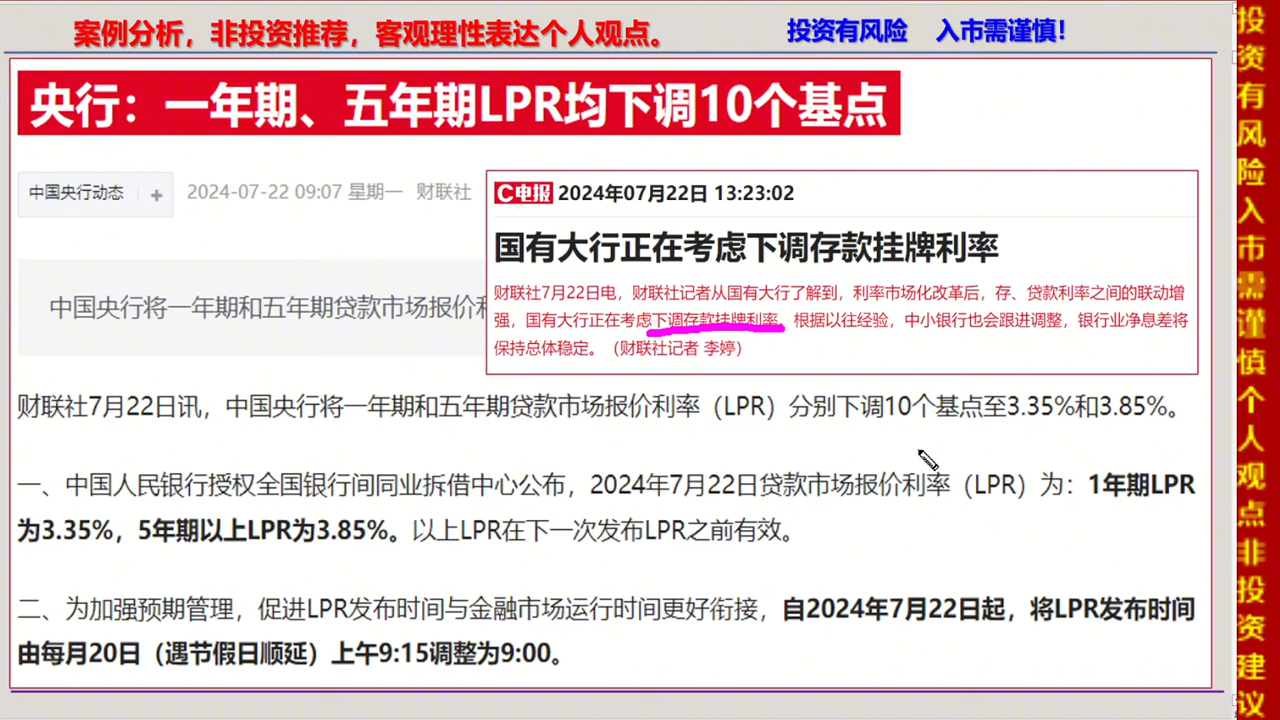 案例分析，非投资推荐，客观理性表达个人观点。
投资有风险 入市需谨慎！
央行：一年期、五年期LPR均下调10个基点
中国央行动态 +
2024-07-22 09:07 星期一 财联社
C电报 2024年07月22日 13:23:02
国有大行正在考虑下调存款挂牌利率
财联社7月22日电，财联社记者从国有大行了解到，利率市场化改革后，存、贷款利率之间的联动增
强，国有大行正在考虑下调存款挂牌利率。根据以往经验，中小银行也会跟进调整，银行业净息差将
保持总体稳定。（财联社记者 李婷）
中国央行将一年期和五年期贷款市场报价利
财联社7月22日讯，中国央行将一年期和五年期贷款市场报价利率（LPR）分别下调10个基点至3.35%和3.85%。
一、中国人民银行授权全国银行间同业拆借中心公布，2024年7月22日贷款市场报价利率（LPR）为：1年期LPR
为3.35%，5年期以上LPR为3.85%。以上LPR在下一次发布LPR之前有效。
二、为加强预期管理，促进LPR发布时间与金融市场运行时间更好衔接，自2024年7月22日起，将LPR发布时间
由每月20日（遇节假日顺延）上午9:15调整为9:00。
投资有风险入市需谨慎个人观点非投资建议